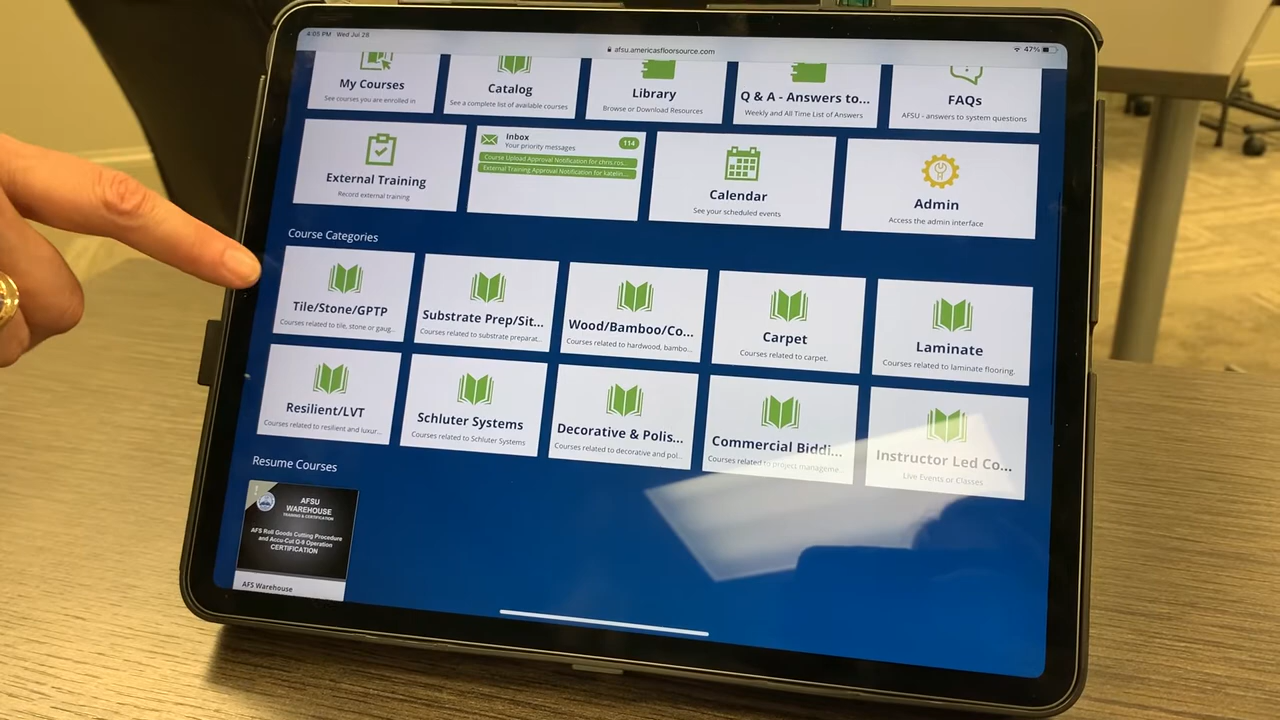 4:05 PM Wed Jul 28
afsu.americasfloorsource.com
47%
My Courses
See courses you are enrolled in
Catalog
See a complete list of available courses
Library
Browse or Download Resources
Q & A - Answers to...
Weekly and All Time List of Answers
FAQs
AFSU - answers to system questions
External Training
Record external training
Inbox
Your priority messages
114
Course Upload Approval Notification for chris.ros...
External Training Approval Notification for katelin...
Calendar
See your scheduled events
Admin
Access the admin interface
Course Categories
Tile/Stone/GPTP
Courses related to tile, stone or gaug...
Substrate Prep/Sit...
Courses related to substrate preparat...
Wood/Bamboo/Co...
Courses related to hardwood, bambo...
Carpet
Courses related to carpet.
Laminate
Courses related to laminate flooring.
Resilient/LVT
Courses related to resilient and luxur...
Schluter Systems
Courses related to Schluter Systems
Decorative & Polis...
Courses related to decorative and pol...
Commercial Biddi...
Courses related to project manageme...
Instructor Led Co...
Live Events or Classes
Resume Courses
AFSU
WAREHOUSE
TRAINING & CERTIFICATION
AFS Roll Goods Cutting Procedure
and Accu-Cut Q-9 Operation
CERTIFICATION
AFS Warehouse